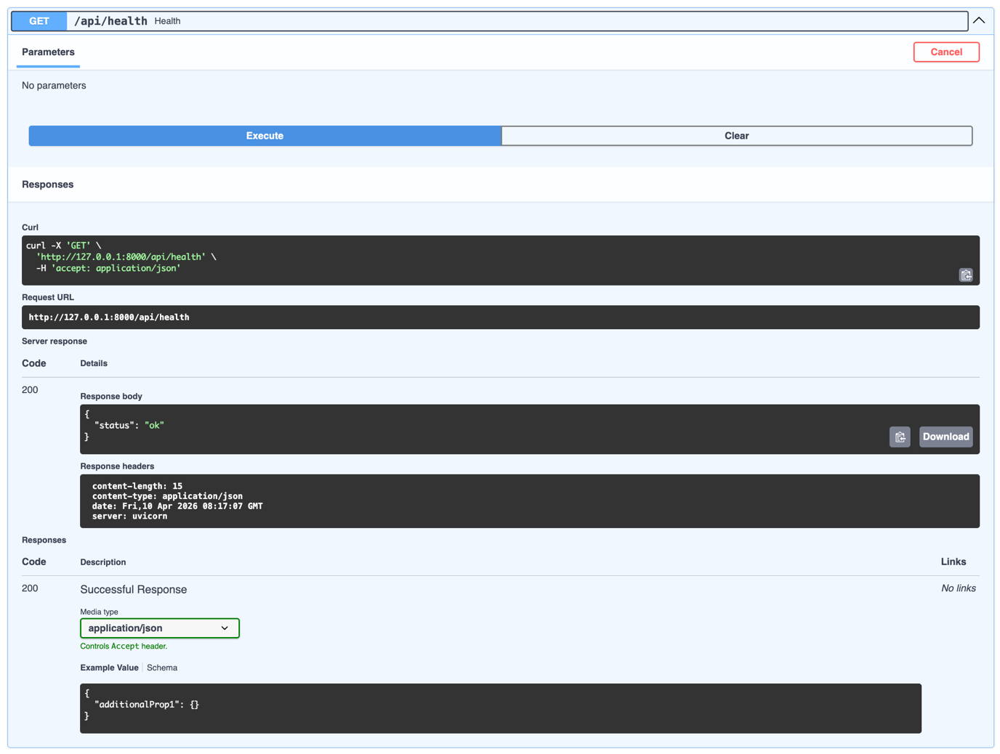 GET /api/health Health
Parameters
Cancel
No parameters
Execute
Clear
Responses
Curl
curl -X 'GET' \
  'http://127.0.0.1:8000/api/health' \
  -H 'accept: application/json'
Request URL
http://127.0.0.1:8000/api/health
Server response
Code Details
200
Response body
{
  "status": "ok"
}
Download
Response headers
content-length: 15
content-type: application/json
date: Fri,10 Apr 2026 08:17:07 GMT
server: uvicorn
Responses
Code Description Links
200 Successful Response No links
Media type
application/json
Controls Accept header.
Example Value Schema
{
  "additionalProp1": {}
}